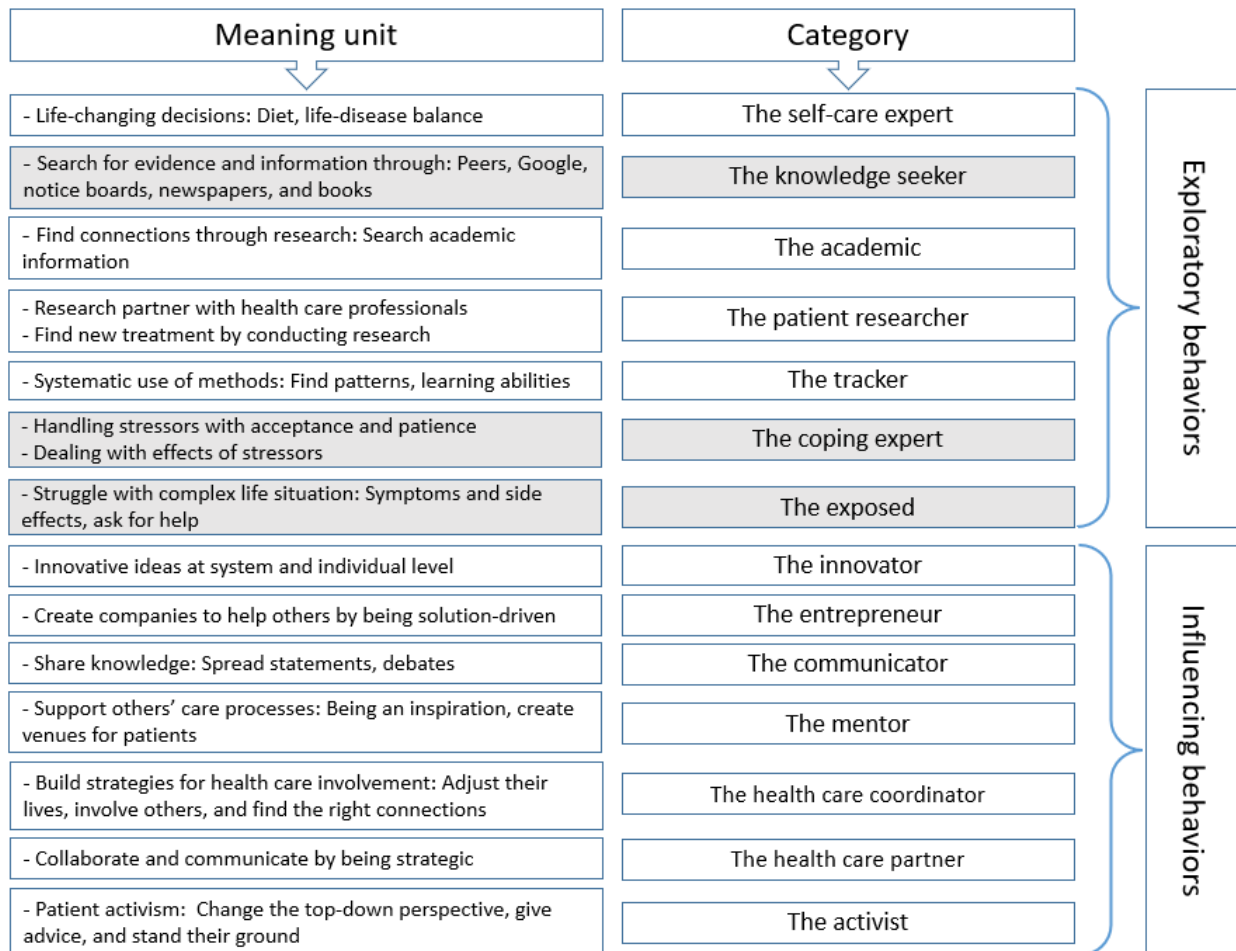 Meaning unit
Category
- Life-changing decisions: Diet, life-disease balance
The self-care expert
- Search for evidence and information through: Peers, Google,
notice boards, newspapers, and books
The knowledge seeker
- Find connections through research: Search academic
information
The academic
- Research partner with health care professionals
- Find new treatment by conducting research
The patient researcher
- Systematic use of methods: Find patterns, learning abilities
The tracker
- Handling stressors with acceptance and patience
- Dealing with effects of stressors
The coping expert
- Struggle with complex life situation: Symptoms and side
effects, ask for help
The exposed
Exploratory behaviors
- Innovative ideas at system and individual level
The innovator
- Create companies to help others by being solution-driven
The entrepreneur
- Share knowledge: Spread statements, debates
The communicator
- Support others’ care processes: Being an inspiration, create
venues for patients
The mentor
- Build strategies for health care involvement: Adjust their
lives, involve others, and find the right connections
The health care coordinator
- Collaborate and communicate by being strategic
The health care partner
- Patient activism:  Change the top-down perspective, give
advice, and stand their ground
The activist
Influencing behaviors